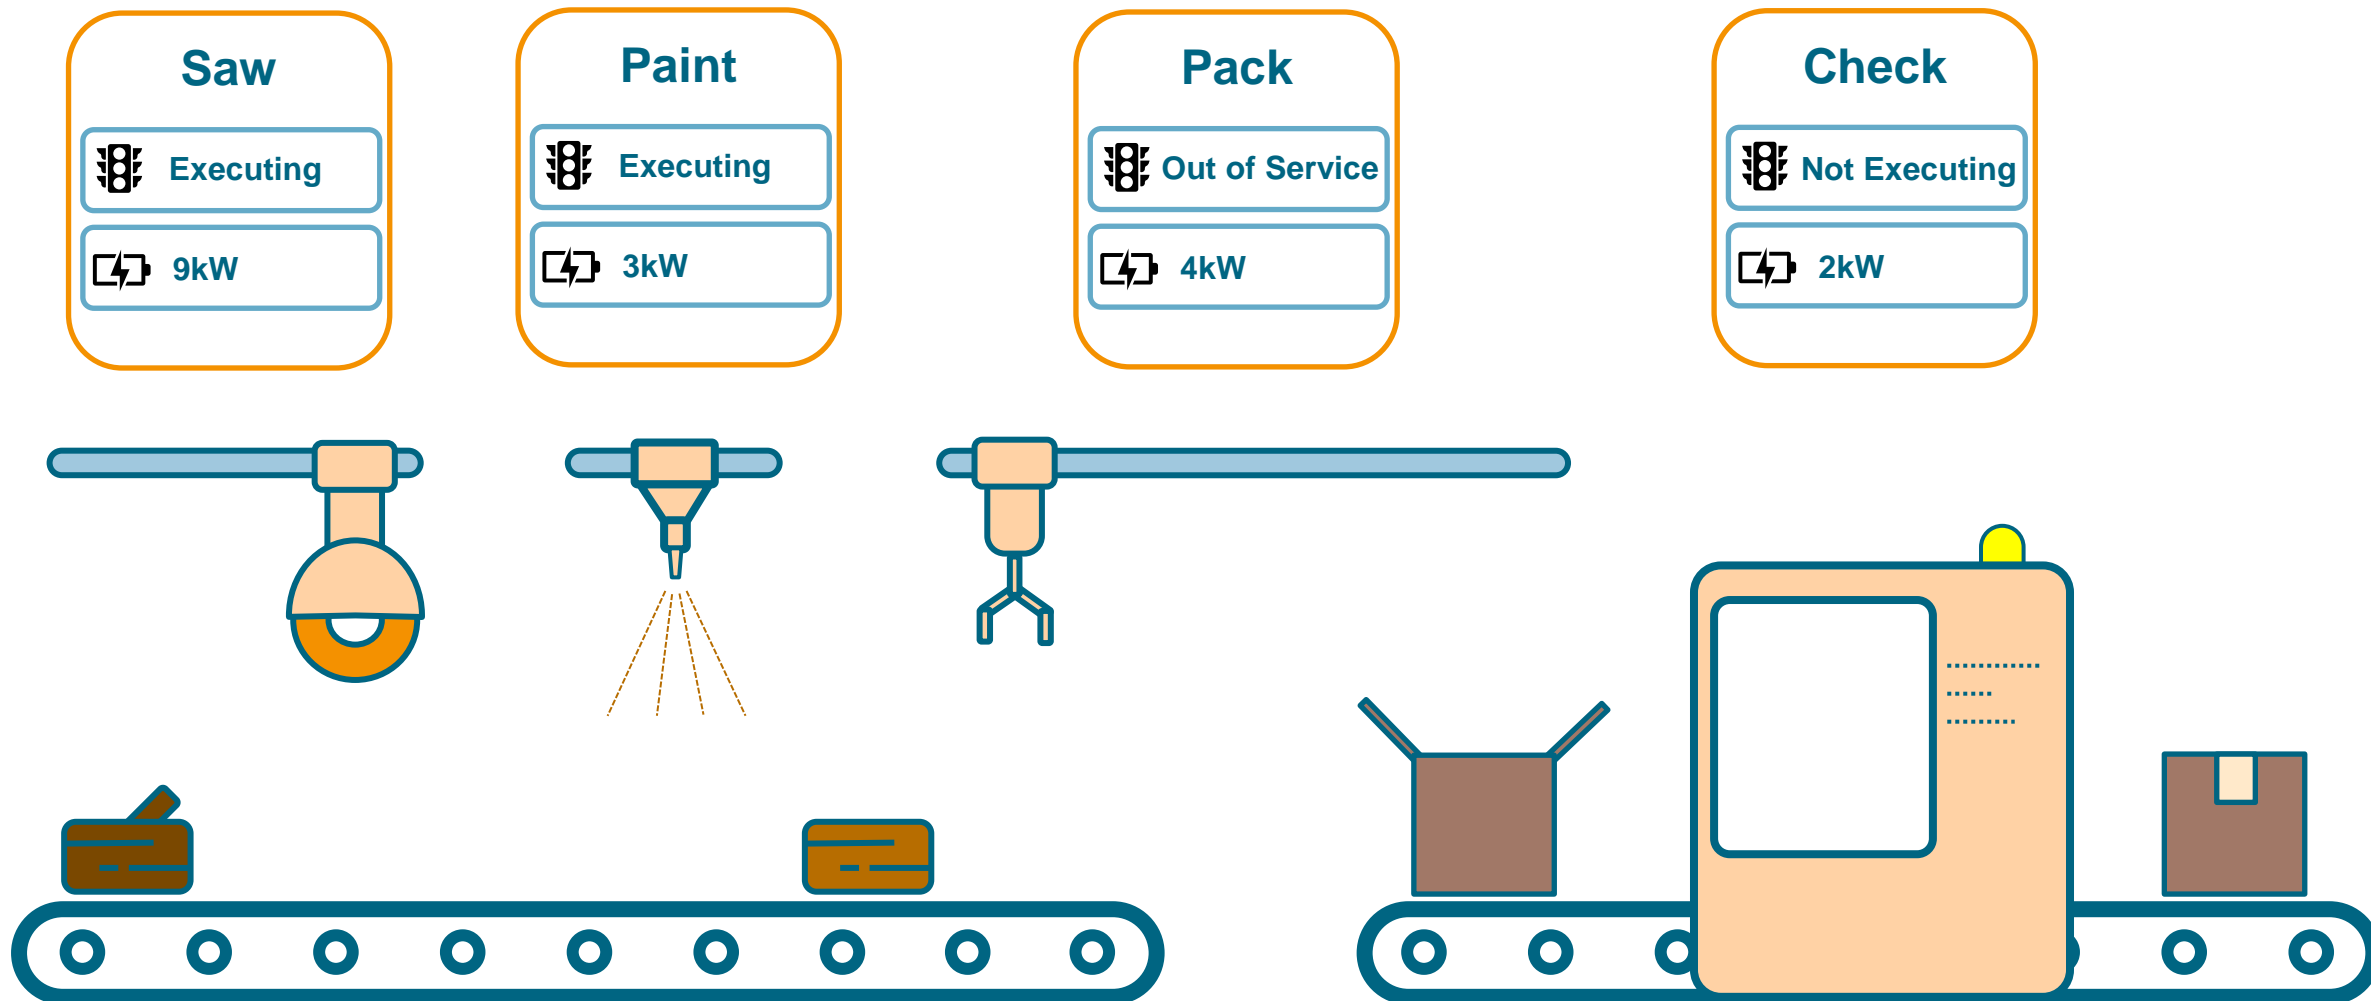 Saw
Executing
9kW
Paint
Executing
3kW
Pack
Out of Service
4kW
Check
Not Executing
2kW